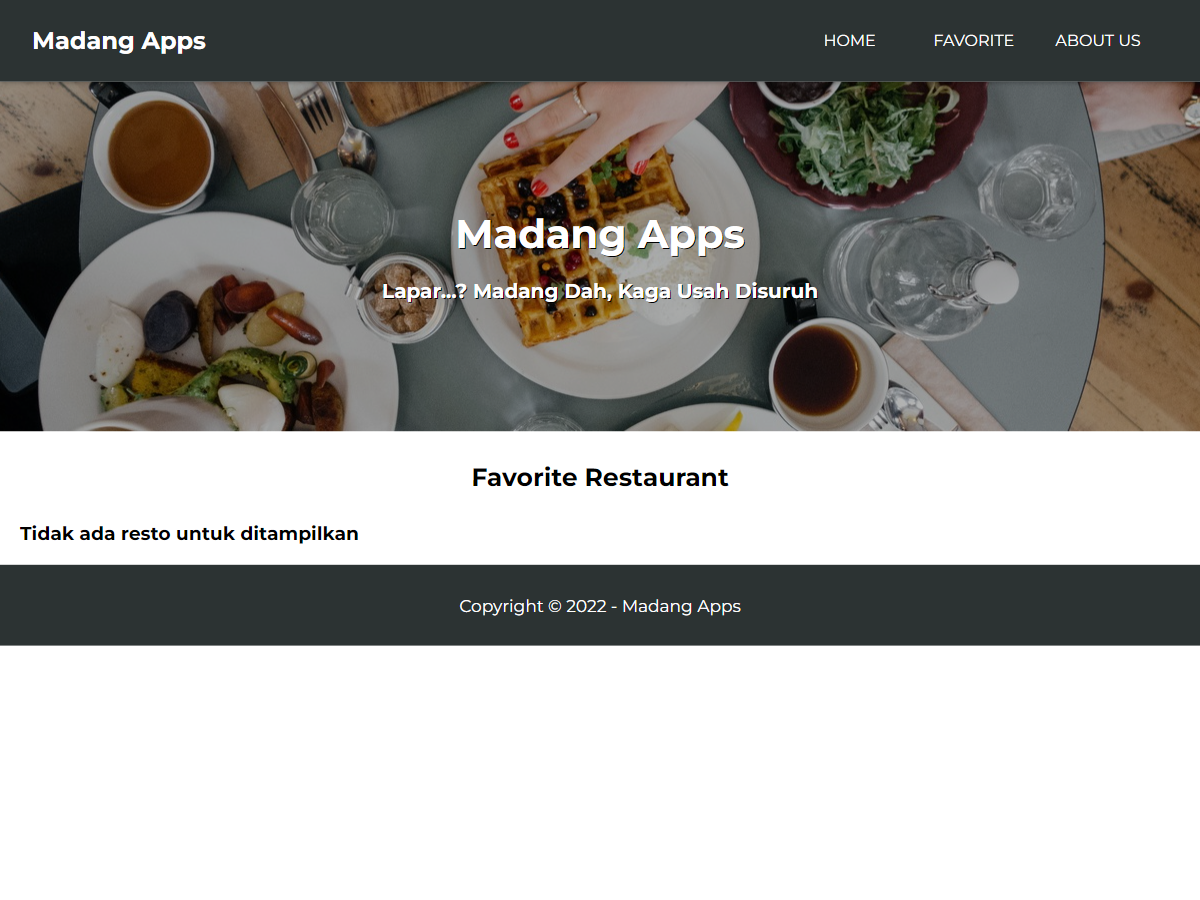 Madang Apps
HOME FAVORITE ABOUT US
Madang Apps
Lapar...? Madang Dah, Kaga Usah Disuruh
Favorite Restaurant
Tidak ada resto untuk ditampilkan
Copyright © 2022 - Madang Apps